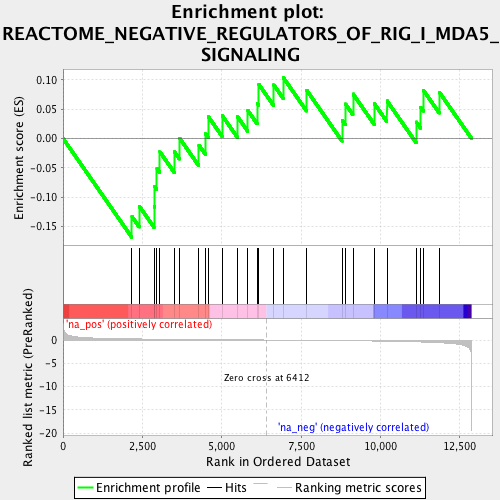 Enrichment plot:
REACTOME_NEGATIVE_REGULATORS_OF_RIG_I_MDA5_
SIGNALING
Enrichment score (ES)
0.10
0.05
0.00
-0.05
-0.10
-0.15
'na_pos' (positively correlated)
Ranked list metric (PreRanked)
0
-5
-10
-15
-20
Zero cross at 6412
'na_neg' (negatively correlated)
0
2,500
5,000
7,500
10,000
12,500
Rank in Ordered Dataset
Enrichment profile
Hits
Ranking metric scores